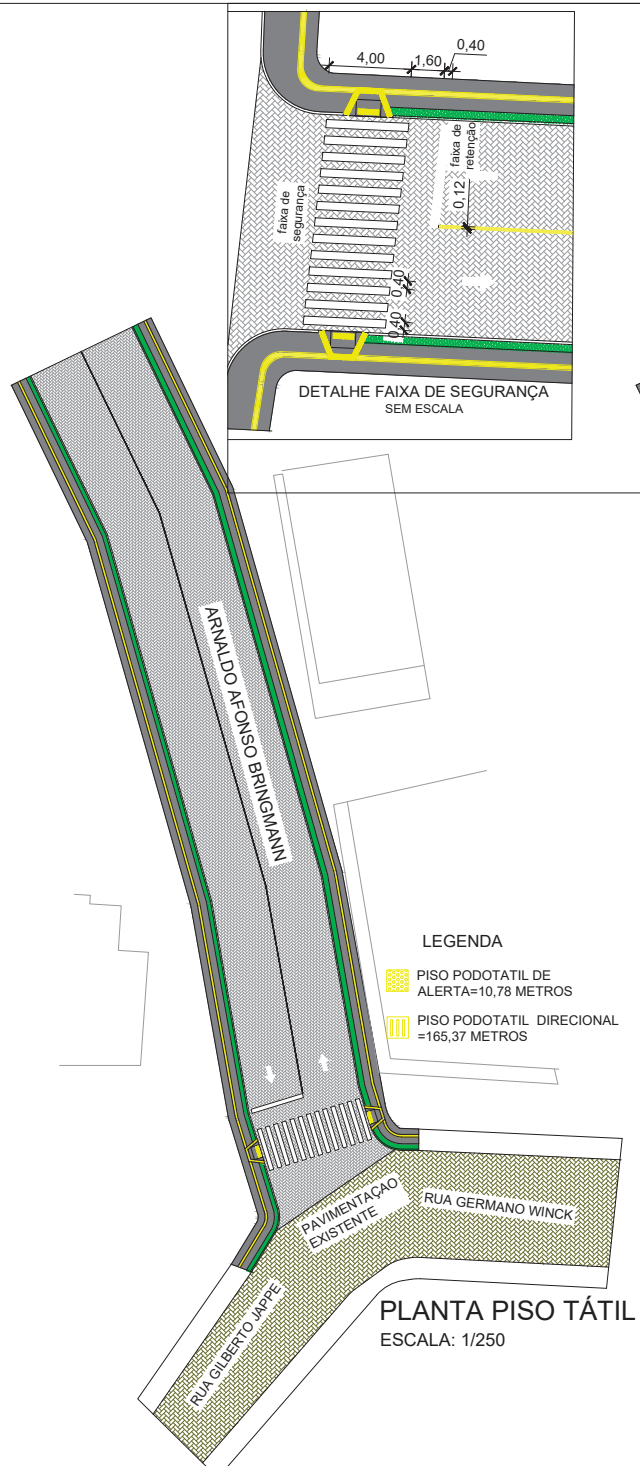 4,00
1,60
0,40
faixa de
segurança
faixa de
retenção
0,12
0,40
0,40
DETALHE FAIXA DE SEGURANÇA
SEM ESCALA
ARNALDO AFONSO BRINGMANN
LEGENDA
PISO PODOTATIL DE
ALERTA=10,78 METROS
PISO PODOTATIL DIRECIONAL
=165,37 METROS
PAVIMENTAÇAO
EXISTENTE
RUA GERMANO WINCK
RUA GILBERTO JAPPE
PLANTA PISO TÁTIL
ESCALA: 1/250